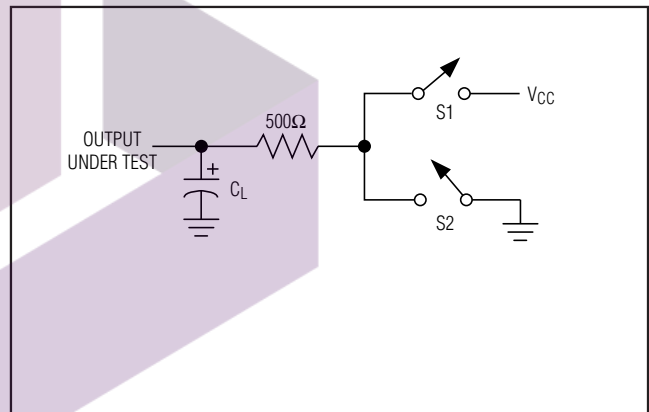 500Ω
S1
VCC
OUTPUT
UNDER TEST
+
CL
S2